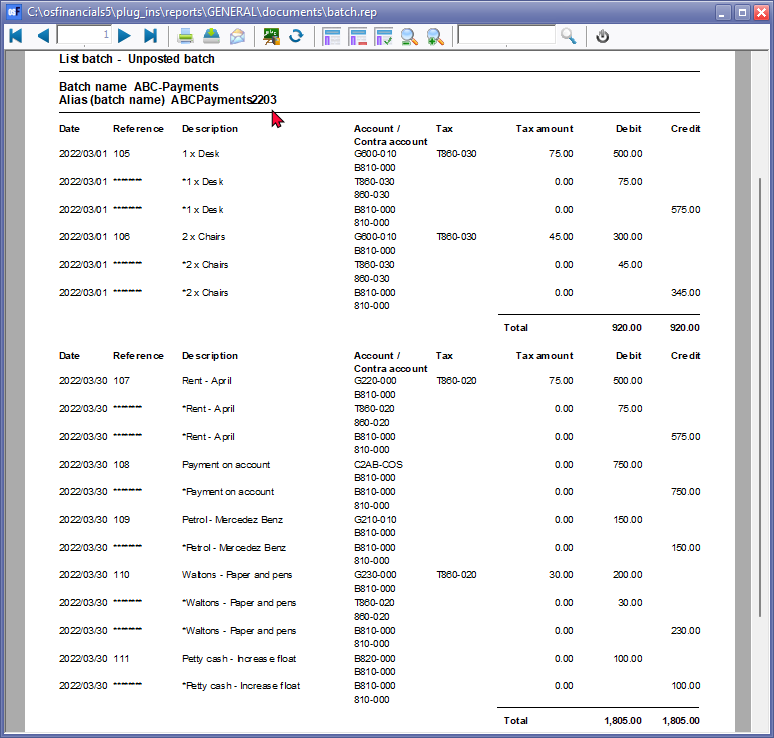 C:\osfinancials5\plug_ins\reports\GENERAL\documents\batch.rep
1
List batch - Unposted batch
Batch name ABC-Payments
Alias (batch name) ABCPayments2203
Date Reference Description Account / Tax Tax amount Debit Credit
Contra account
2022/03/01 105 1 x Desk G600-010 T860-030 75.00 500.00
B810-000
2022/03/01 ******** *1 x Desk T860-030 0.00 75.00
860-030
2022/03/01 ******** *1 x Desk B810-000 0.00 575.00
810-000
2022/03/01 106 2 x Chairs G600-010 T860-030 45.00 300.00
B810-000
2022/03/01 ******** *2 x Chairs T860-030 0.00 45.00
860-030
2022/03/01 ******** *2 x Chairs B810-000 0.00 345.00
810-000
Total 920.00 920.00
Date Reference Description Account / Tax Tax amount Debit Credit
Contra account
2022/03/30 107 Rent - April G220-000 T860-020 75.00 500.00
B810-000
2022/03/30 ******** *Rent - April T860-020 0.00 75.00
860-020
2022/03/30 ******** *Rent - April B810-000 0.00 575.00
810-000
2022/03/30 108 Payment on account C2AB-COS 0.00 750.00
B810-000
2022/03/30 ******** *Payment on account B810-000 0.00 750.00
810-000
2022/03/30 109 Petrol - Mercedez Benz G210-010 0.00 150.00
B810-000
2022/03/30 ******** *Petrol - Mercedez Benz B810-000 0.00 150.00
810-000
2022/03/30 110 Waltons - Paper and pens G230-000 T860-020 30.00 200.00
B810-000
2022/03/30 ******** *Waltons - Paper and pens T860-020 0.00 30.00
860-020
2022/03/30 ******** *Waltons - Paper and pens B810-000 0.00 230.00
810-000
2022/03/30 111 Petty cash - Increase float B820-000 0.00 100.00
B810-000
2022/03/30 ******** *Petty cash - Increase float B810-000 0.00 100.00
810-000
Total 1,805.00 1,805.00